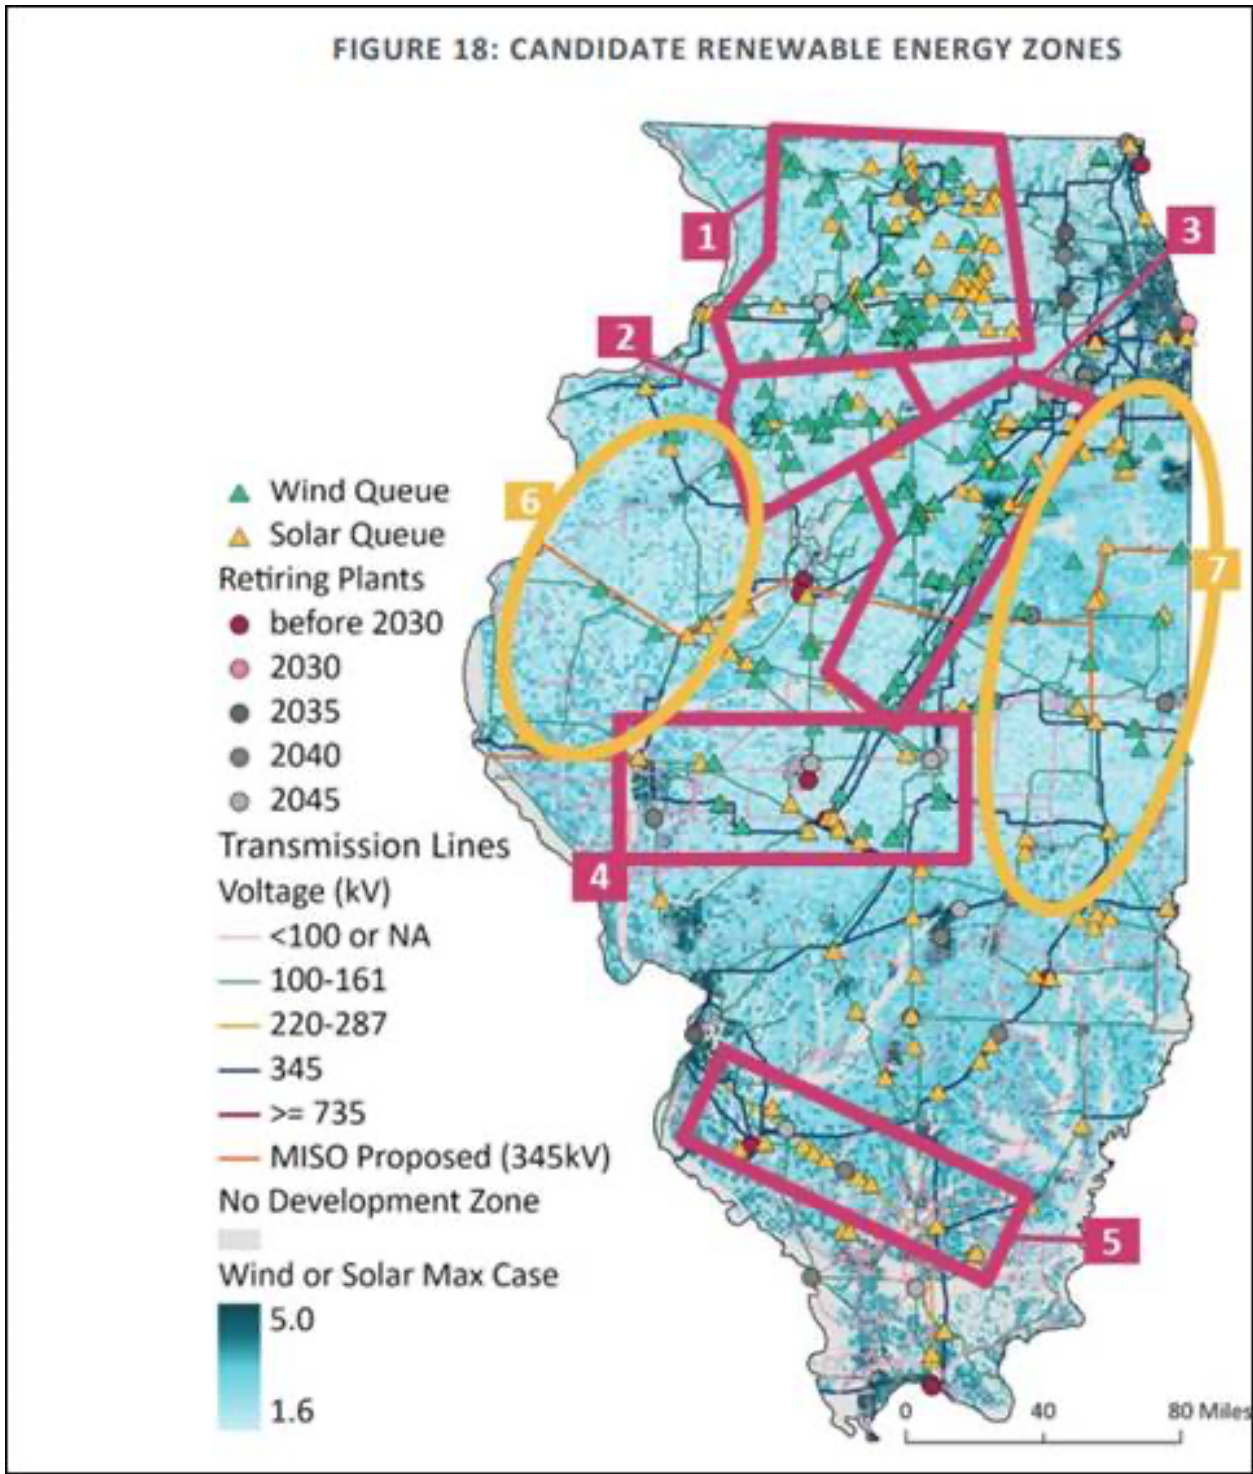 FIGURE 18: CANDIDATE RENEWABLE ENERGY ZONES
1
3
2
6
7
4
5
Wind Queue
Solar Queue
Retiring Plants
before 2030
2030
2035
2040
2045
Transmission Lines
Voltage (kV)
<100 or NA
100-161
220-287
345
>= 735
MISO Proposed (345kV)
No Development Zone
Wind or Solar Max Case
5.0
1.6
0 40 80 Miles